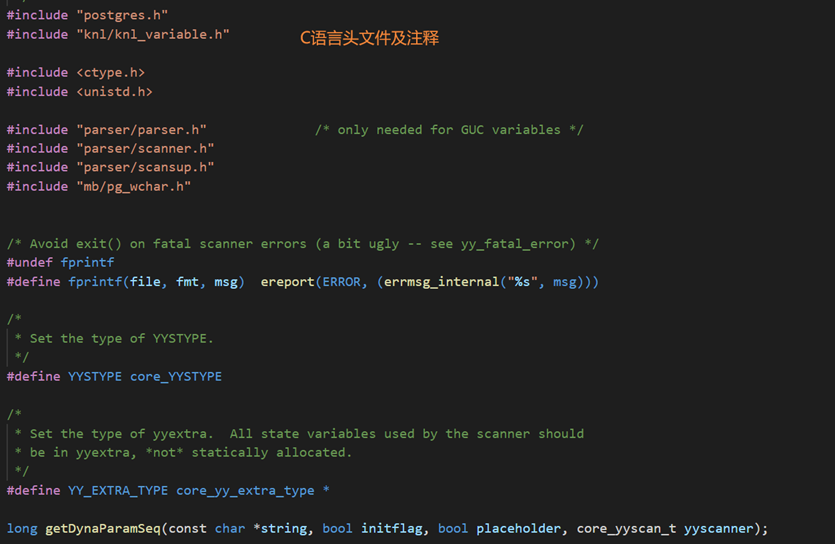 #include "postgres.h"
#include "knl/knl_variable.h"
C语言头文件及注释
#include <ctype.h>
#include <unistd.h>
#include "parser/parser.h" /* only needed for GUC variables */
#include "parser/scanner.h"
#include "parser/scansup.h"
#include "mb/pg_wchar.h"
/* Avoid exit() on fatal scanner errors (a bit ugly -- see yy_fatal_error) */
#undef fprintf
#define fprintf(file, fmt, msg)  ereport(ERROR, (errmsg_internal("%s", msg)))
/*
 * Set the type of YYSTYPE.
 */
#define YYSTYPE core_YYSTYPE
/*
 * Set the type of yyextra.  All state variables used by the scanner should
 * be in yyextra, *not* statically allocated.
 */
#define YY_EXTRA_TYPE core_yy_extra_type *
long getDynaParamSeq(const char *string, bool initflag, bool placeholder, core_yyscan_t yyscanner);